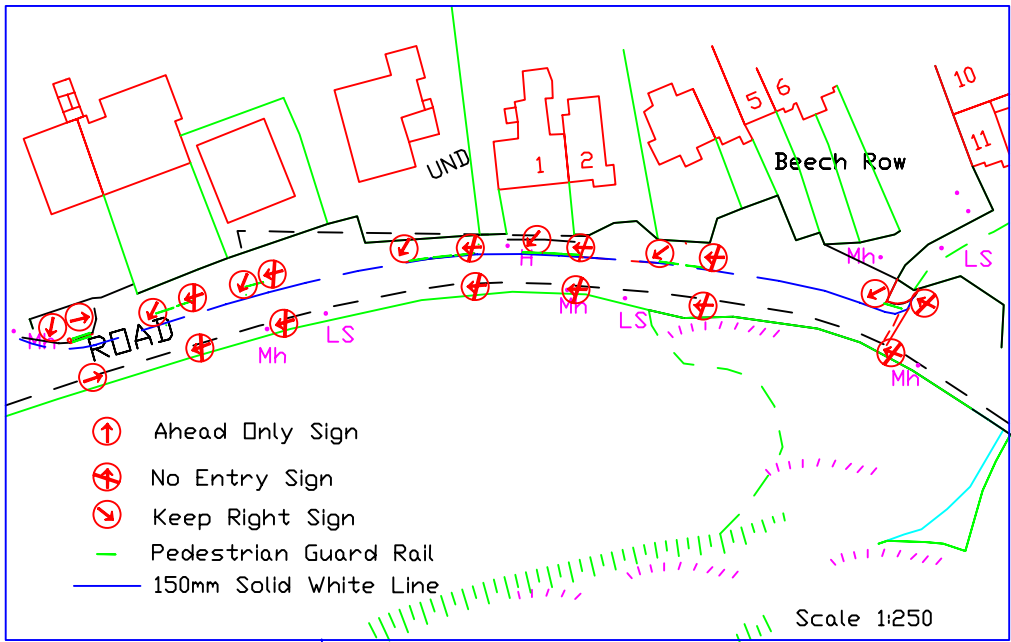 10
5
6
11
UND
1
2
Beech Row
H
Mh
LS
Mh
LS
LS
Mh
ROAD
Mh
Mh
Ahead Only Sign
No Entry Sign
Keep Right Sign
Pedestrian Guard Rail
150mm Solid White Line
Scale 1:250